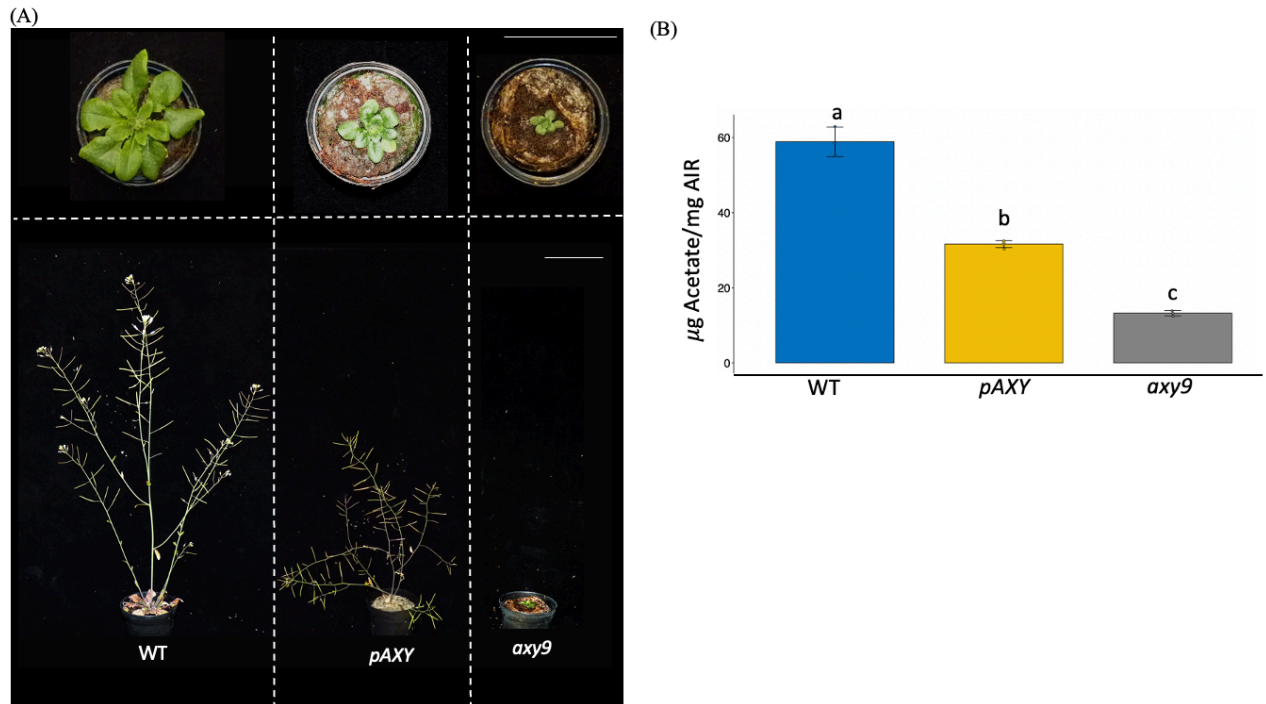 (A)
WT
pAXY
axy9
(B)
μg Acetate/mg AIR
60
40
20
0
a
b
c
WT
pAXY
axy9